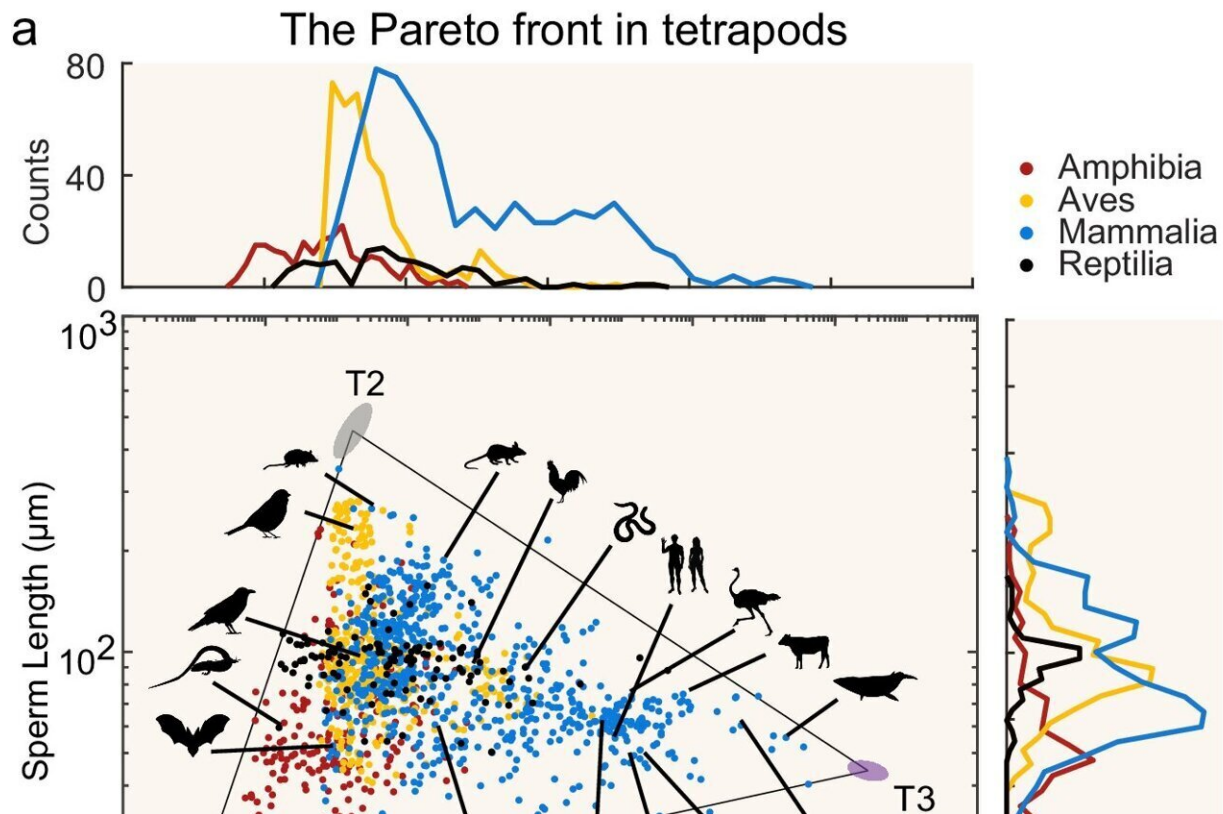 a
The Pareto front in tetrapods
80
40
0
Counts
Amphibia
Aves
Mammalia
Reptilia
10³
T2
Sperm Length (μm)
10²
T3